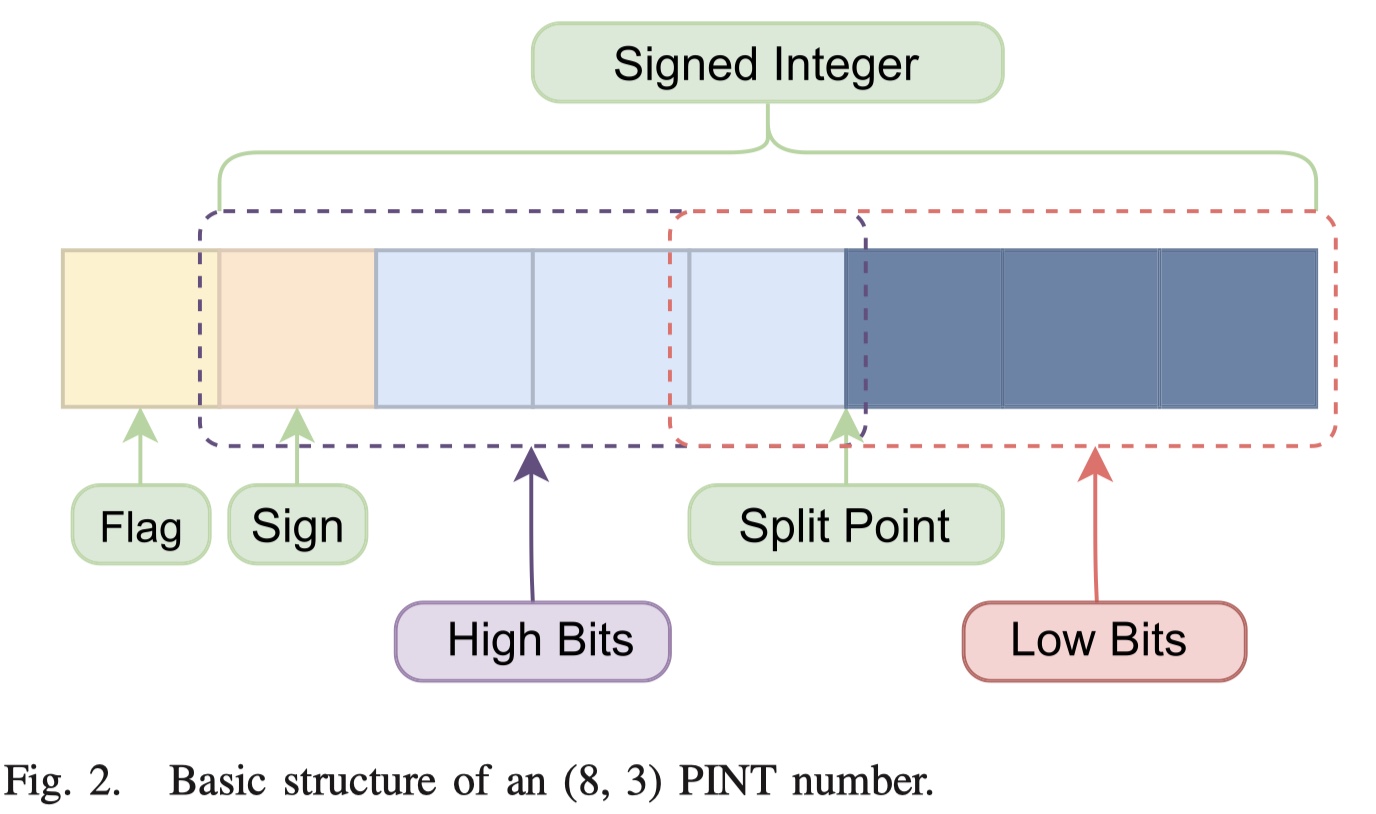 Signed Integer
Flag
Sign
Split Point
High Bits
Low Bits
Fig. 2. Basic structure of an (8, 3) PINT number.